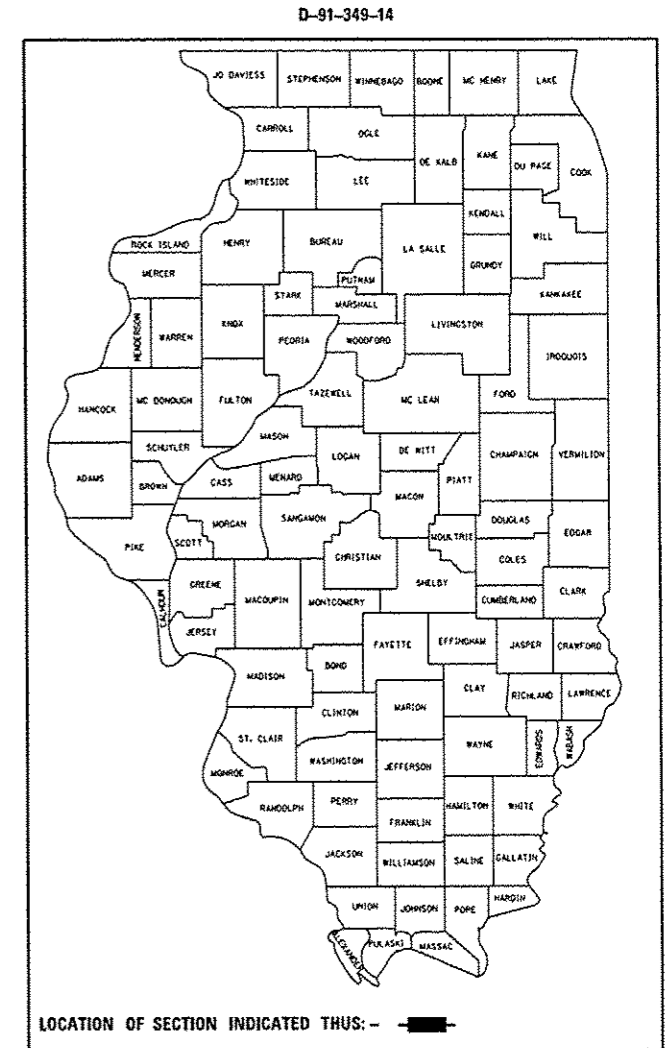 D-91-349-14
JO DAVIESS
STEPHENSON
WINNEBAGO
BOONE
MC HENRY
LAKE
CARROLL
OGLE
DE KALB
KANE
DU PAGE
COOK
WHITESIDE
LEE
KENDALL
WILL
ROCK ISLAND
HENRY
BUREAU
LA SALLE
GRUNDY
MERCER
PUTNAM
KANKAKEE
STARK
MARSHALL
HENDERSON
WARREN
KNOX
PEORIA
WOODFORD
LIVINGSTON
IROQUOIS
HANCOCK
MC DONOUGH
FULTON
TAZEWELL
MC LEAN
FORD
MASON
SCHUYLER
LOGAN
DE WITT
CHAMPAIGN
VERMILION
ADAMS
BROWN
CASS
MENARD
PIATT
MACON
MORGAN
SANGAMON
DOUGLAS
EDGAR
PIKE
SCOTT
CHRISTIAN
MOULTRIE
COLES
SHELBY
CALHOUN
GREENE
MACOUPIN
MONTGOMERY
CUMBERLAND
CLARK
JERSEY
FAYETTE
EFFINGHAM
JASPER
CRAWFORD
MADISON
BOND
CLAY
RICHLAND
LAWRENCE
CLINTON
MARION
ST. CLAIR
WAYNE
EDWARDS
WABASH
MONROE
WASHINGTON
JEFFERSON
RANDOLPH
PERRY
HAMILTON
WHITE
FRANKLIN
JACKSON
WILLIAMSON
SALINE
GALLATIN
UNION
JOHNSON
POPE
HARDIN
ALEXANDER
PULASKI
MASSAC
LOCATION OF SECTION INDICATED THUS: -